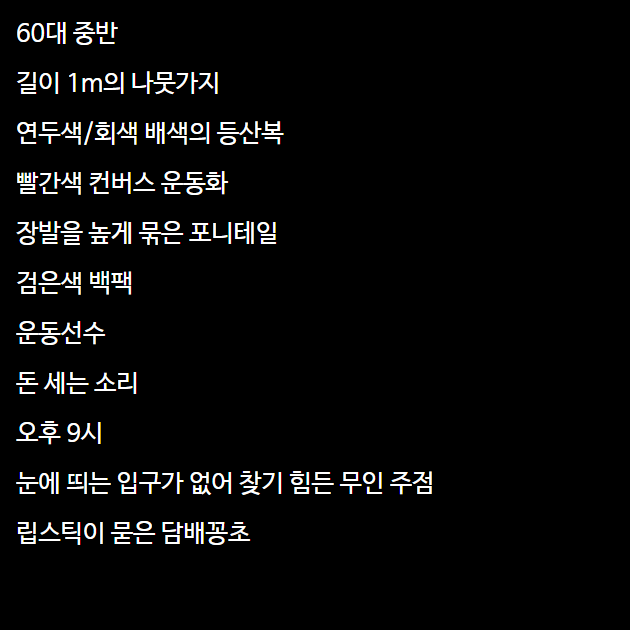 60대 중반
길이 1m의 나뭇가지
연두색/회색 배색의 등산복
빨간색 컨버스 운동화
장발을 높게 묶은 포니테일
검은색 백팩
운동선수
돈 세는 소리
오후 9시
눈에 띄는 입구가 없어 찾기 힘든 무인 주점
립스틱이 묻은 담배꽁초